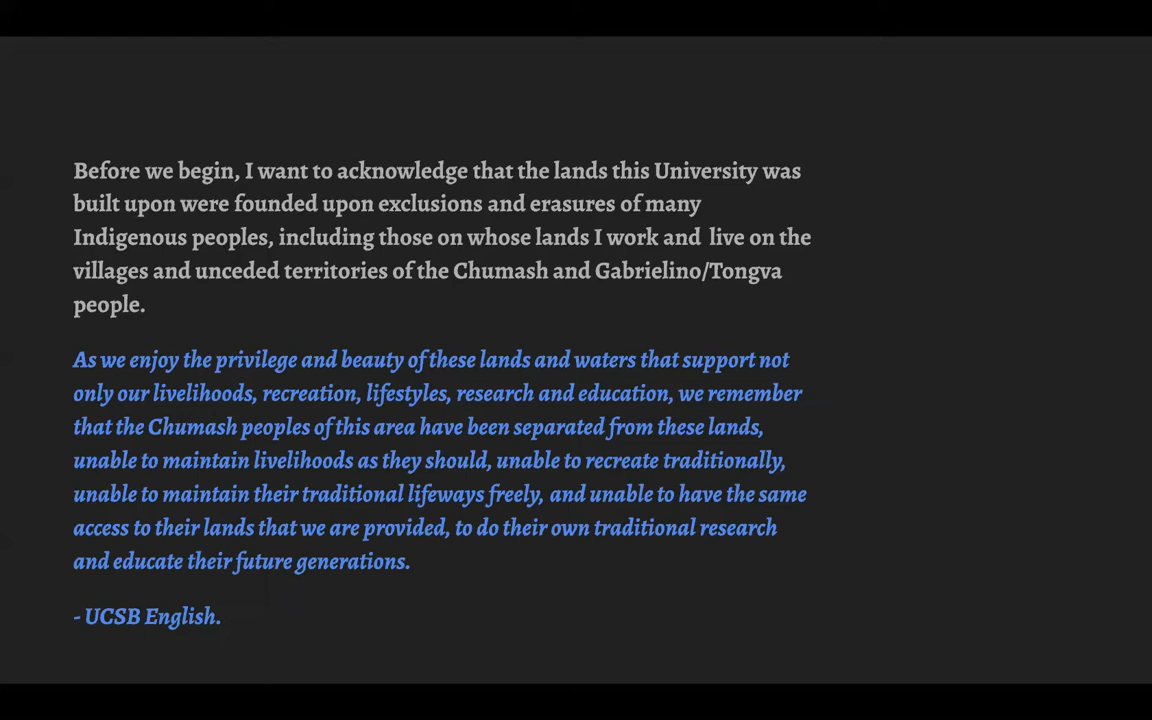 Before we begin, I want to acknowledge that the lands this University was
built upon were founded upon exclusions and erasures of many
Indigenous peoples, including those on whose lands I work and live on the
villages and unceded territories of the Chumash and Gabrielino/Tongva
people.
As we enjoy the privilege and beauty of these lands and waters that support not
only our livelihoods, recreation, lifestyles, research and education, we remember
that the Chumash peoples of this area have been separated from these lands,
unable to maintain livelihoods as they should, unable to recreate traditionally,
unable to maintain their traditional lifeways freely, and unable to have the same
access to their lands that we are provided, to do their own traditional research
and educate their future generations.
- UCSB English.